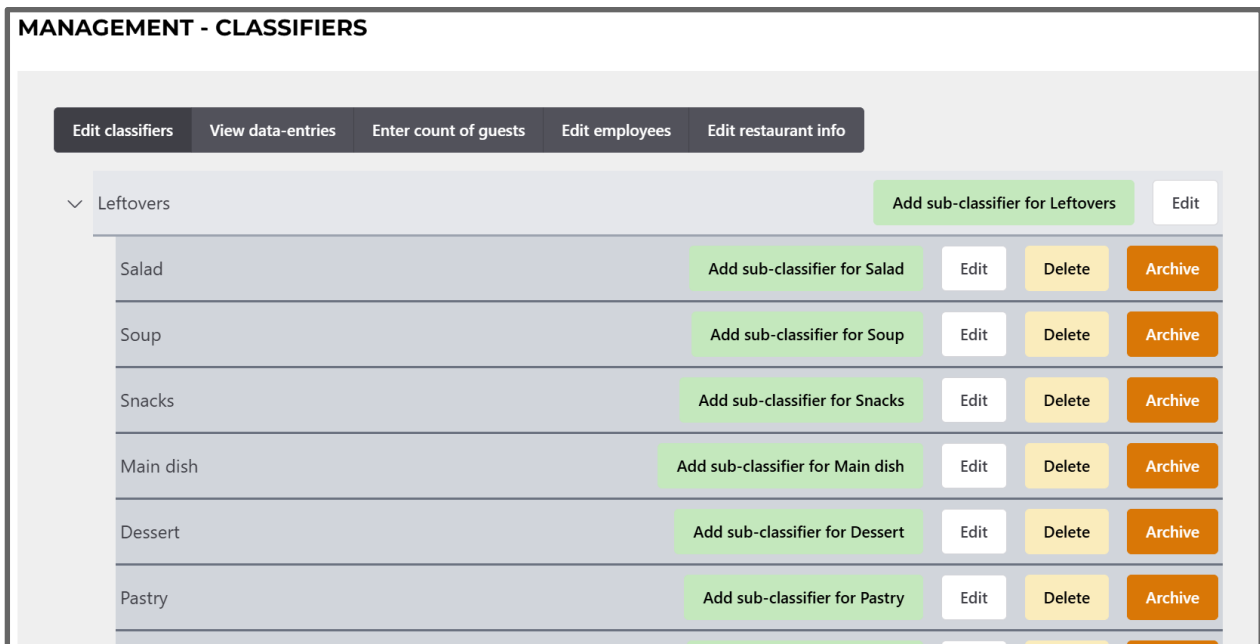 MANAGEMENT - CLASSIFIERS
Edit classifiers View data-entries Enter count of guests Edit employees Edit restaurant info
Leftovers Add sub-classifier for Leftovers Edit
Salad Add sub-classifier for Salad Edit Delete Archive
Soup Add sub-classifier for Soup Edit Delete Archive
Snacks Add sub-classifier for Snacks Edit Delete Archive
Main dish Add sub-classifier for Main dish Edit Delete Archive
Dessert Add sub-classifier for Dessert Edit Delete Archive
Pastry Add sub-classifier for Pastry Edit Delete Archive